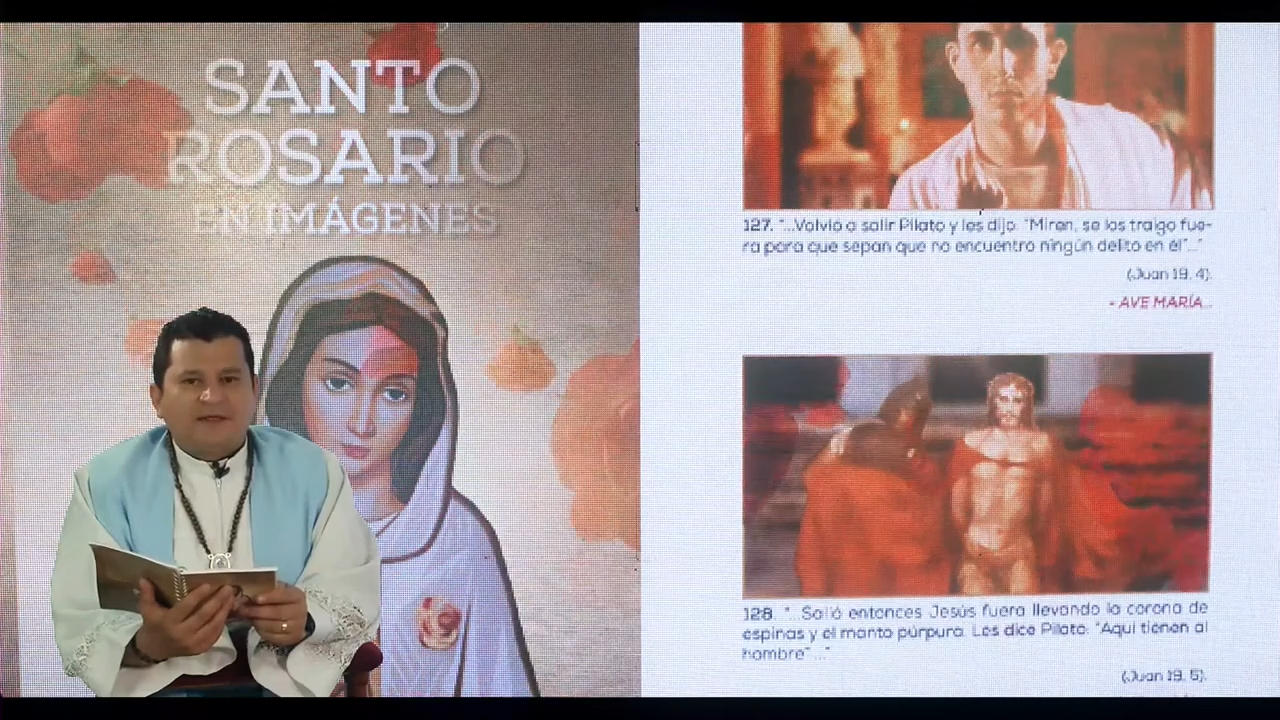 SANTO
ROSARIO
EN IMÁGENES
127. "...Volvió a salir Pilato y les dijo: "Miren, se los traigo fue-
ra para que sepan que no encuentro ningún delito en él"..."
(Juan 19, 4).
- AVE MARÍA...
128. "...Salió entonces Jesús fuera llevando la corona de
espinas y el manto púrpura. Les dice Pilato: "Aquí tienen al
hombre"..."
(Juan 19, 5).